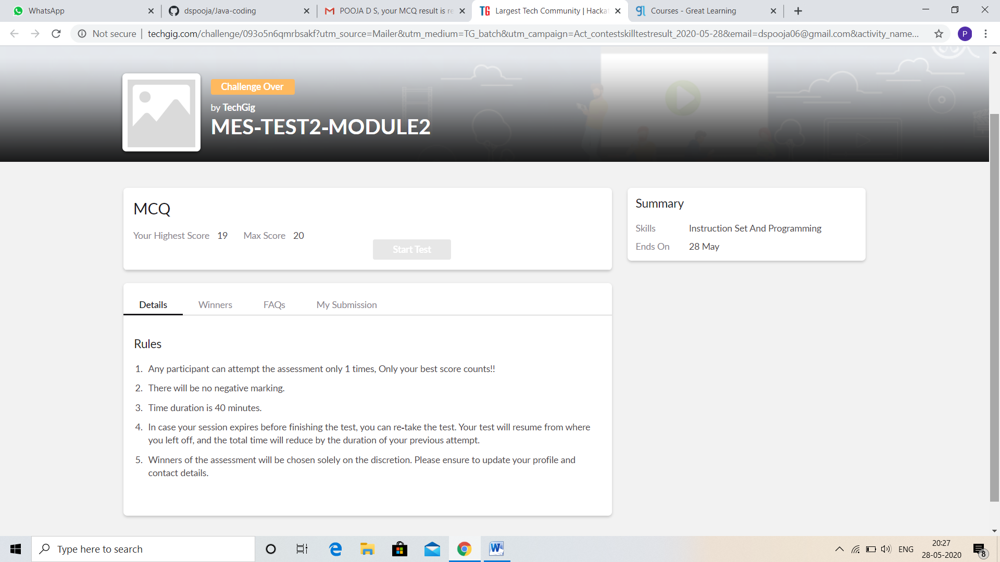 WhatsApp
dspooja/Java-coding
POOJA D S, your MCQ result is re
TG Largest Tech Community | Hacka
gl Courses - Great Learning
Not secure | techgig.com/challenge/093o5n6qmrbsakf?utm_source=Mailer&utm_medium=TG_batch&utm_campaign=Act_contestskilltestresult_2020-05-28&email=dspooja06@gmail.com&activity_name...
P
Challenge Over
by TechGig
MES-TEST2-MODULE2
MCQ
Your Highest Score 19 Max Score 20
Start Test
Summary
Skills Instruction Set And Programming
Ends On 28 May
Details Winners FAQs My Submission
Rules
1. Any participant can attempt the assessment only 1 times, Only your best score counts!!
2. There will be no negative marking.
3. Time duration is 40 minutes.
4. In case your session expires before finishing the test, you can re-take the test. Your test will resume from where
you left off, and the total time will reduce by the duration of your previous attempt.
5. Winners of the assessment will be chosen solely on the discretion. Please ensure to update your profile and
contact details.
Type here to search
W
ENG
20:27
28-05-2020
8